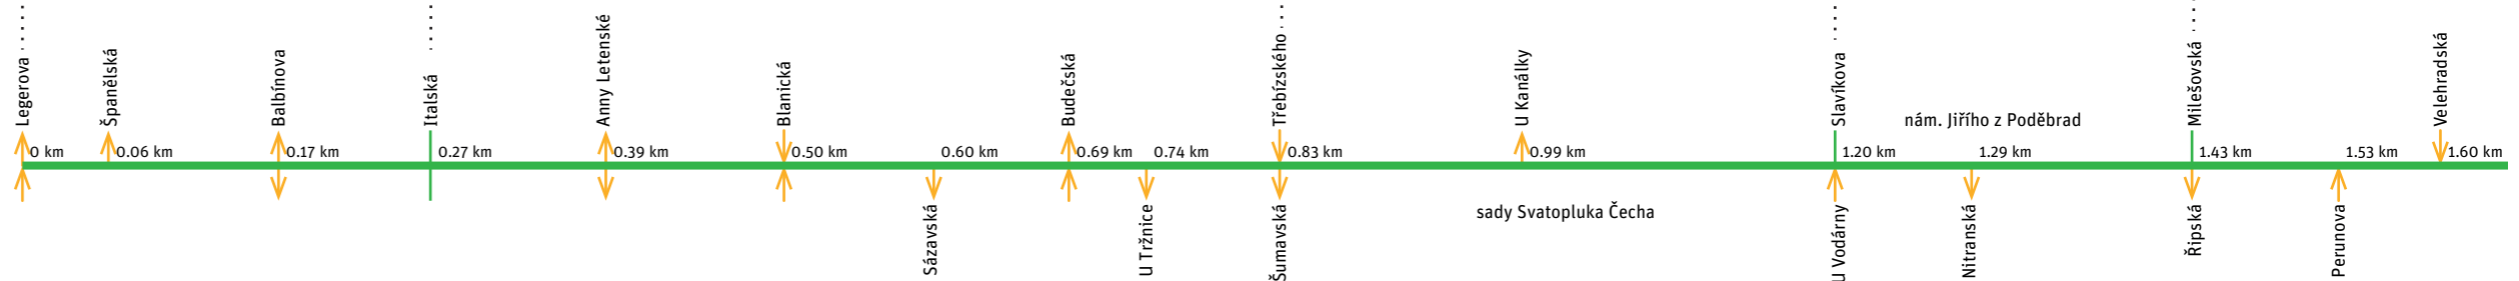 Legerova
Španělská
Balbínova
Italská
Anny Letenské
Blanická
Budečská
Třebízského
U Kanálky
Slavíkova
nám. Jiřího z Poděbrad
Milešovská
Velehradská
0 km
0.06 km
0.17 km
0.27 km
0.39 km
0.50 km
0.60 km
0.69 km
0.74 km
0.83 km
0.99 km
1.20 km
1.29 km
1.43 km
1.53 km
1.60 km
Sázavská
U Tržnice
Šumavská
sady Svatopluka Čecha
U Vodárny
Nitranská
Řipská
Perunova